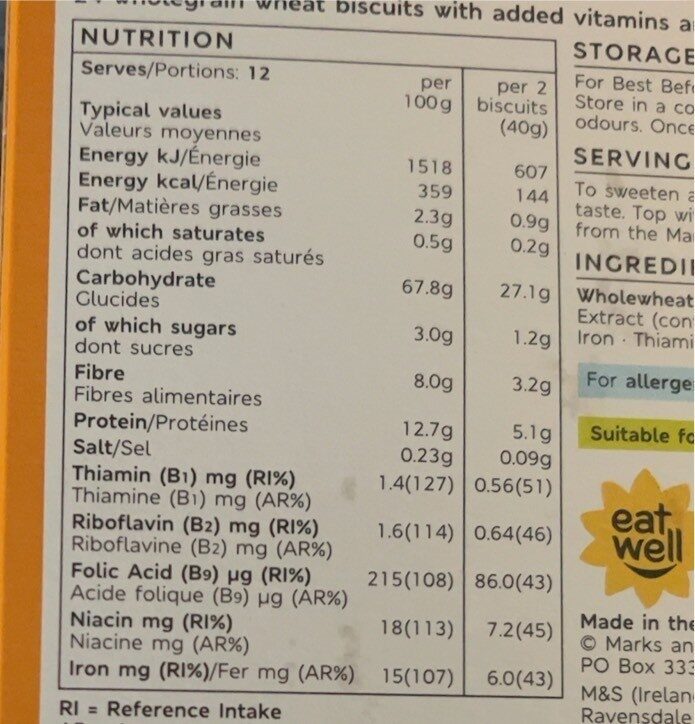 wholegrain wheat biscuits with added vitamins a
NUTRITION
Serves/Portions: 12
per 100g
per 2 biscuits (40g)
Typical values
Valeurs moyennes
Energy kJ/Énergie 1518 607
Energy kcal/Énergie 359 144
Fat/Matières grasses 2.3g 0.9g
of which saturates 0.5g 0.2g
dont acides gras saturés
Carbohydrate 67.8g 27.1g
Glucides
of which sugars 3.0g 1.2g
dont sucres
Fibre 8.0g 3.2g
Fibres alimentaires
Protein/Protéines 12.7g 5.1g
Salt/Sel 0.23g 0.09g
Thiamin (B1) mg (RI%) 1.4(127) 0.56(51)
Thiamine (B1) mg (AR%)
Riboflavin (B2) mg (RI%) 1.6(114) 0.64(46)
Riboflavine (B2) mg (AR%)
Folic Acid (B9) µg (RI%) 215(108) 86.0(43)
Acide folique (B9) µg (AR%)
Niacin mg (RI%) 18(113) 7.2(45)
Niacine mg (AR%)
Iron mg (RI%)/Fer mg (AR%) 15(107) 6.0(43)
RI = Reference Intake
STORAGE
For Best Bef
Store in a co
odours. Once
SERVING
To sweeten a
taste. Top wi
from the Ma
INGREDI
Wholewheat
Extract (con
Iron · Thiami
For allerge
Suitable fo
eat
well
Made in the
© Marks an
PO Box 333
M&S (Irelan
Ravensdale